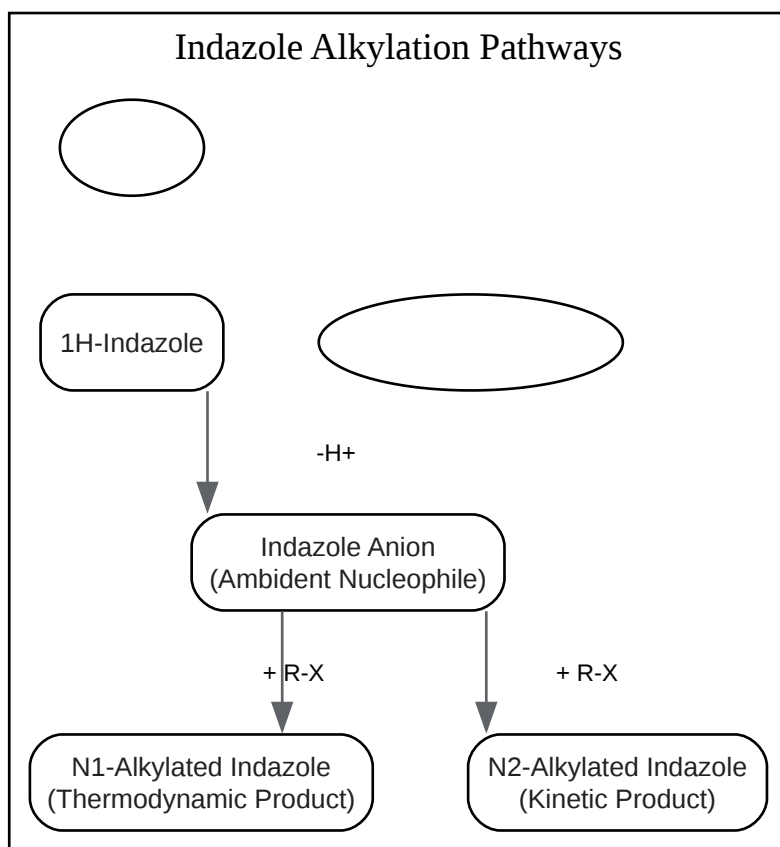 Indazole Alkylation Pathways
1H-Indazole
-H+
Indazole Anion
(Ambident Nucleophile)
+ R-X
+ R-X
N1-Alkylated Indazole
(Thermodynamic Product)
N2-Alkylated Indazole
(Kinetic Product)